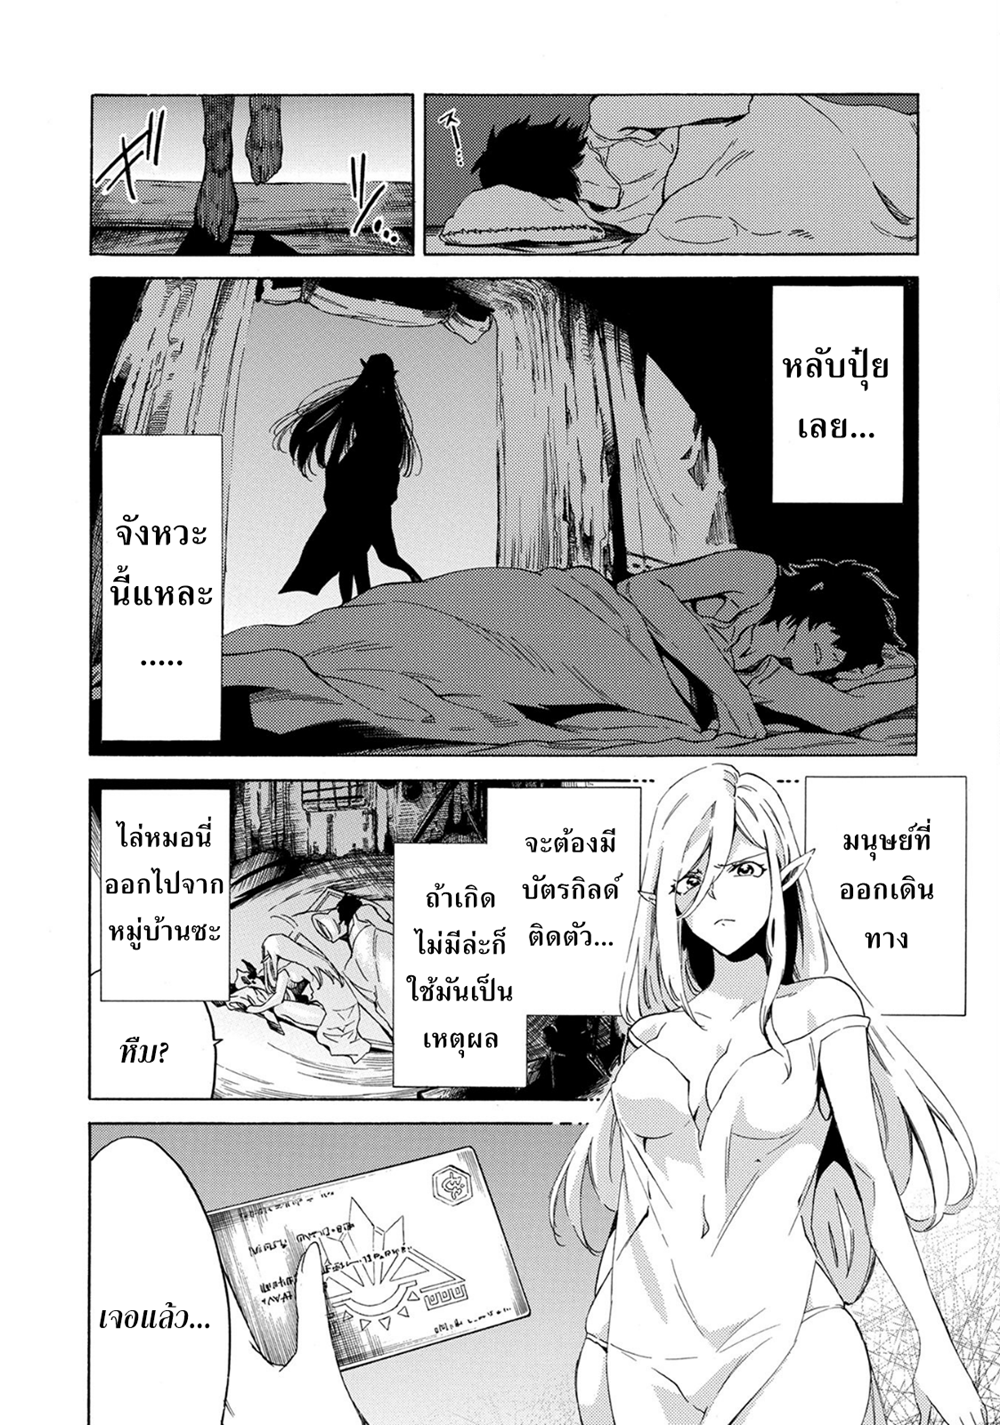 スー…
ギッ
ギッ…
หลับปุ๋ย
เลย...
จังหวะ
นี้แหละ
.....
มนุษย์ที่
ออกเดิน
ทาง
จะต้องมี
บัตรกิลด์
ติดตัว...
ถ้าเกิด
ไม่มีล่ะก็
ใช้มันเป็น
เหตุผล
ไล่หมอนี่
ออกไปจาก
หมู่บ้านซะ
หืม?
เจอแล้ว...